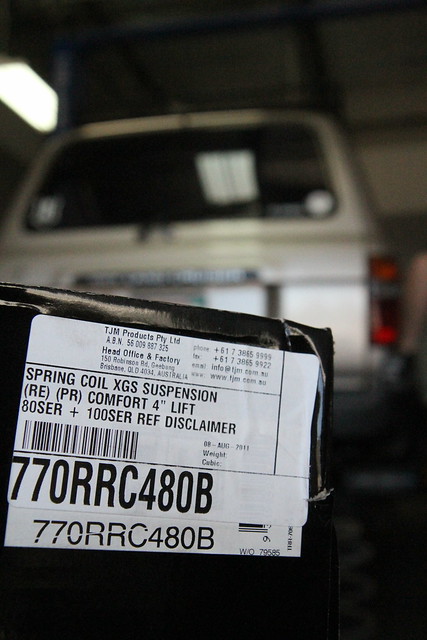 TJM Products Pty Ltd
A.B.N. 56 009 887 325
Head Office & Factory
150 Robinson Rd, Geebung
Brisbane, QLD 4034, AUSTRALIA
phone +61 7 3865 9999
fax +61 7 3865 9922
email info@tjm.com.au
www www.tjm.com.au
SPRING COIL XGS SUSPENSION
(RE) (PR) COMFORT 4" LIFT
80SER + 100SER REF DISCLAIMER
08-AUG-2011
Weight:
Cubic:
770RRC480B
770RRC480B
W/O 79585